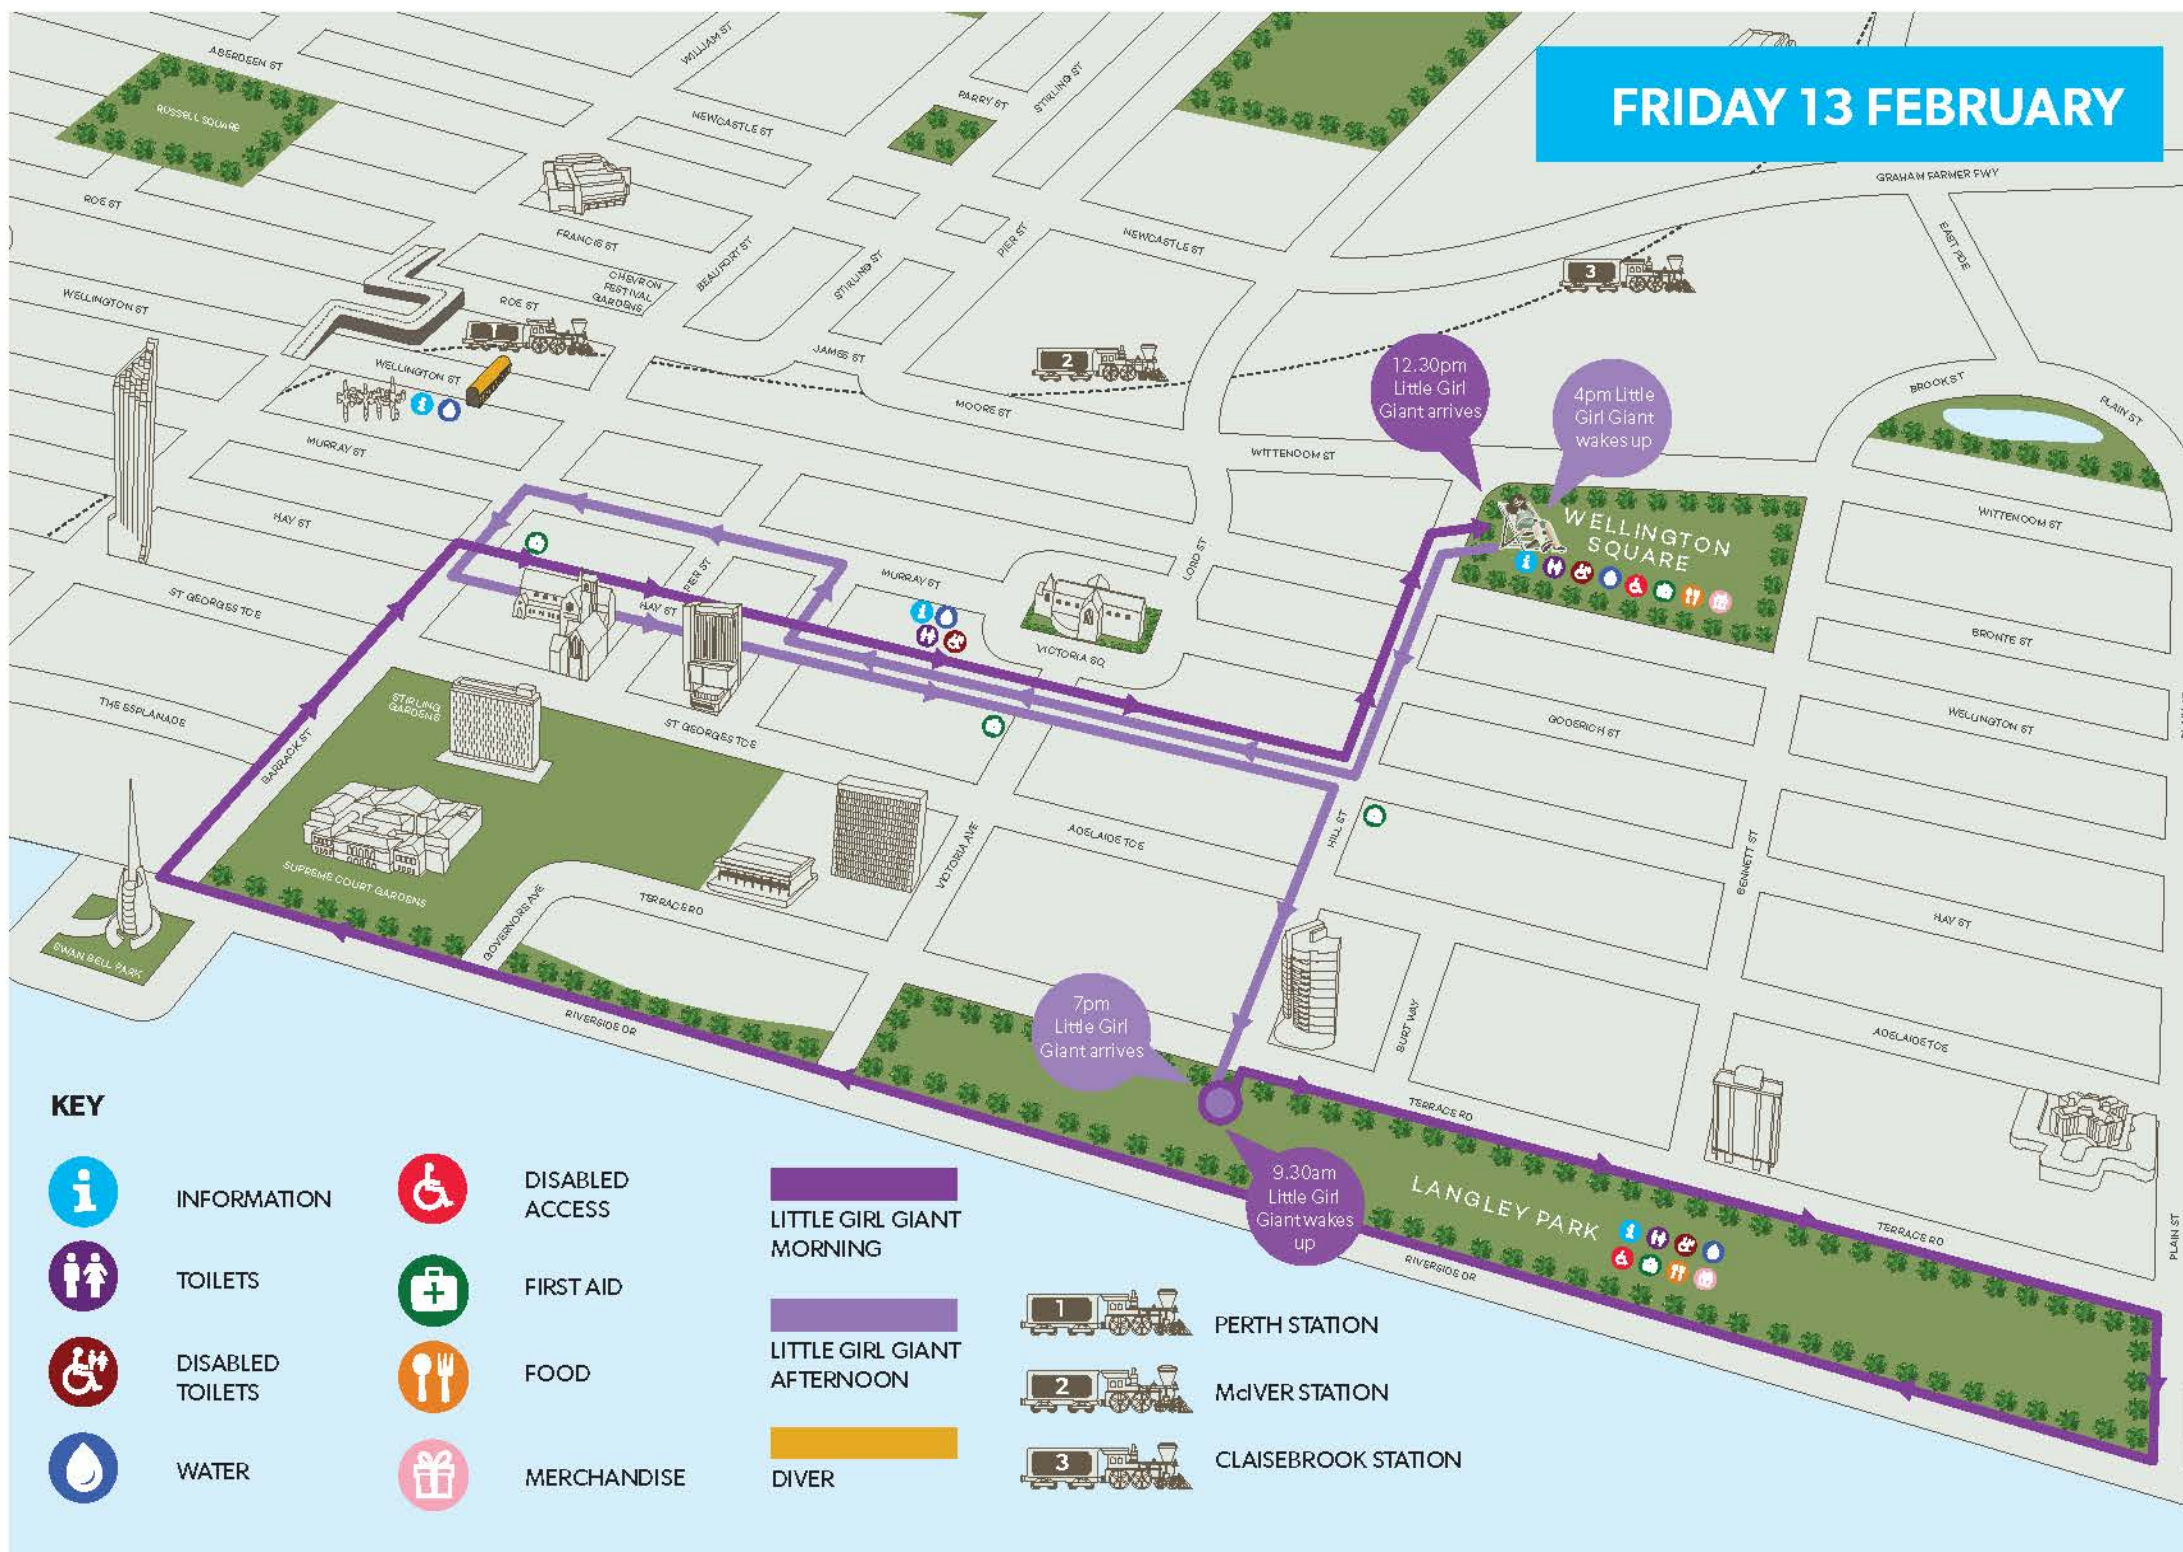 FRIDAY 13 FEBRUARY
ABERDEEN ST
WILLIAM ST
RUSSELL SQUARE
NEWCASTLE ST
PARRY ST
STIRLING ST
GRAHAM FARMER FWY
ROE ST
FRANCIS ST
CHEVRON
FESTIVAL
GARDENS
BEAUFORT ST
STIRLING ST
PIER ST
NEWCASTLE ST
EAST PDE
WELLINGTON ST
ROE ST
3
WELLINGTON ST
JAMES ST
2
MOORE ST
12.30pm
Little Girl
Giant arrives
4pm Little
Girl Giant
wakes up
BROOK ST
PLAIN ST
MURRAY ST
WITTENOOM ST
WITTENOOM ST
HAY ST
WELLINGTON
SQUARE
LORD ST
PIER ST
MURRAY ST
HAY ST
ST GEORGES TCE
VICTORIA SQ
BRONTE ST
THE ESPLANADE
STIRLING
GARDENS
ST GEORGES TCE
GODERICH ST
WELLINGTON ST
BARRACK ST
SUPREME COURT GARDENS
ADELAIDE TCE
HILL ST
VICTORIA AVE
BENNETT ST
HAY ST
GOVERNORS AVE
TERRACE RD
SWAN BELL PARK
RIVERSIDE DR
7pm
Little Girl
Giant arrives
BURT WAY
ADELAIDE TCE
TERRACE RD
9.30am
Little Girl
Giant wakes
up
LANGLEY PARK
TERRACE RD
PLAIN ST
RIVERSIDE DR
KEY
INFORMATION
TOILETS
DISABLED
TOILETS
WATER
DISABLED
ACCESS
FIRST AID
FOOD
MERCHANDISE
LITTLE GIRL GIANT
MORNING
LITTLE GIRL GIANT
AFTERNOON
DIVER
1
PERTH STATION
2
McIVER STATION
3
CLAISEBROOK STATION